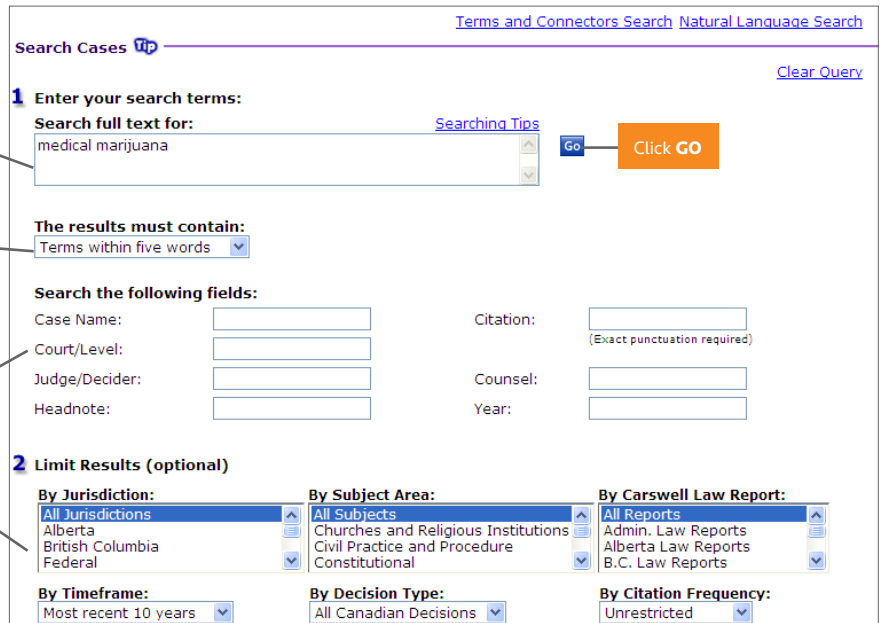 Terms and Connectors Search Natural Language Search
Search Cases Tip
Clear Query
1 Enter your search terms:
Search full text for: Searching Tips
medical marijuana
Go Click GO
The results must contain:
Terms within five words
Search the following fields:
Case Name: Citation:
(Exact punctuation required)
Court/Level:
Judge/Decider: Counsel:
Headnote: Year:
2 Limit Results (optional)
By Jurisdiction: By Subject Area: By Carswell Law Report:
All Jurisdictions All Subjects All Reports
Alberta Churches and Religious Institutions Admin. Law Reports
British Columbia Civil Practice and Procedure Alberta Law Reports
Federal Constitutional B.C. Law Reports
By Timeframe: By Decision Type: By Citation Frequency:
Most recent 10 years All Canadian Decisions Unrestricted